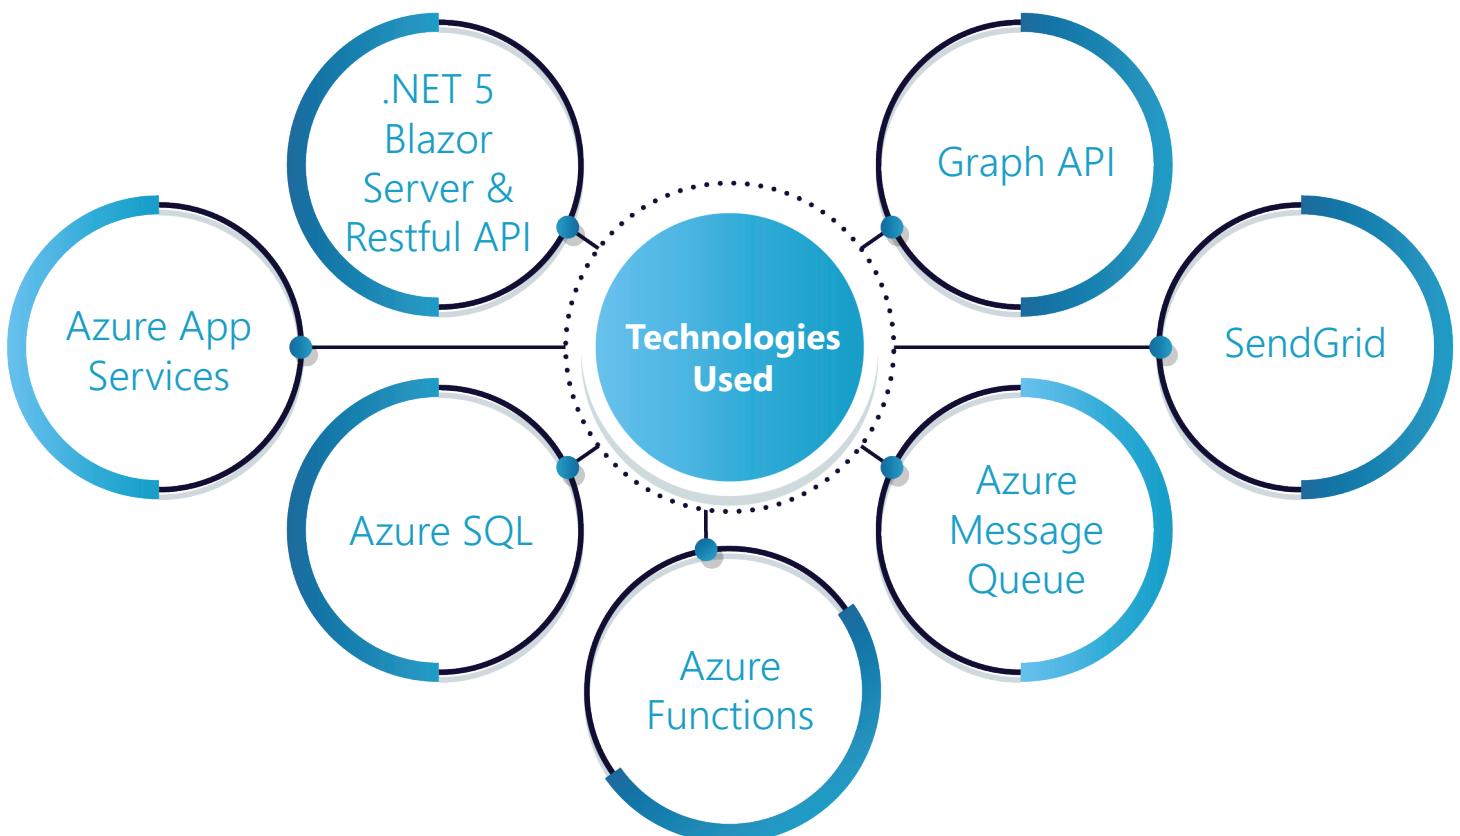 .NET 5
Blazor
Server &
Restful API
Graph API
Azure App
Services
Technologies
Used
SendGrid
Azure SQL
Azure
Message
Queue
Azure
Functions